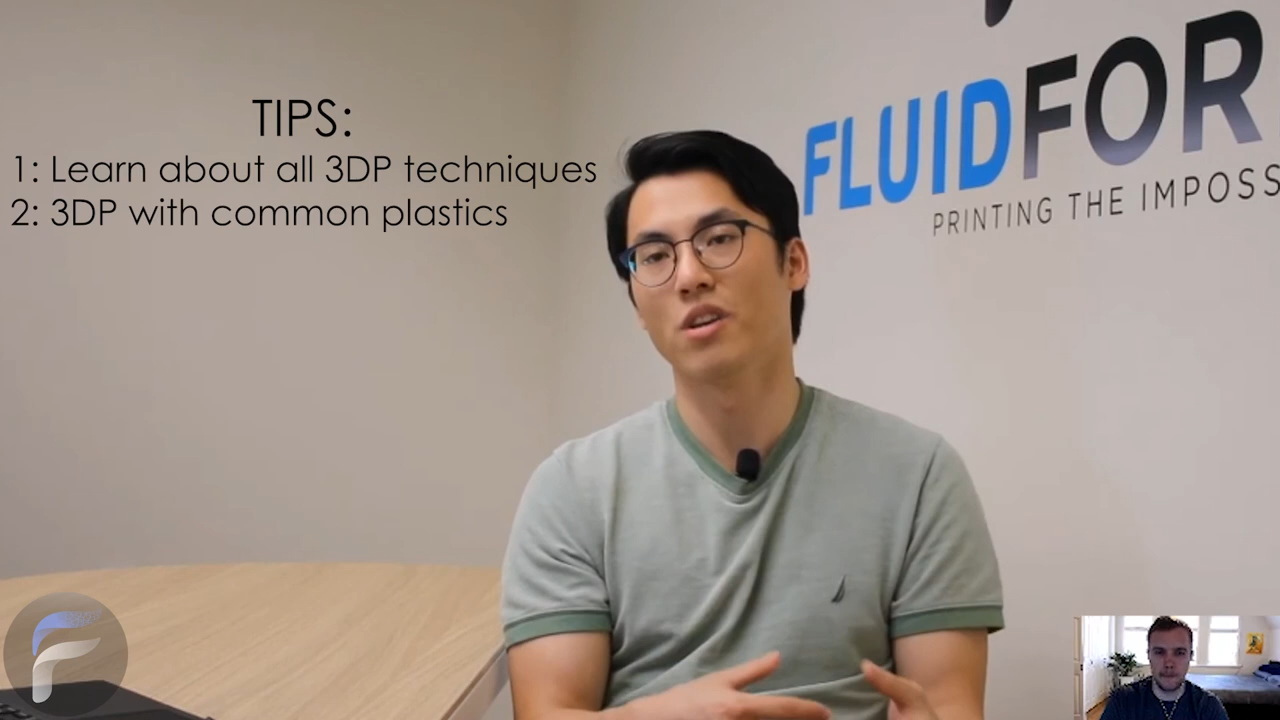 TIPS:
1: Learn about all 3DP techniques
2: 3DP with common plastics
FLUIDFOR
PRINTING THE IMPOSS